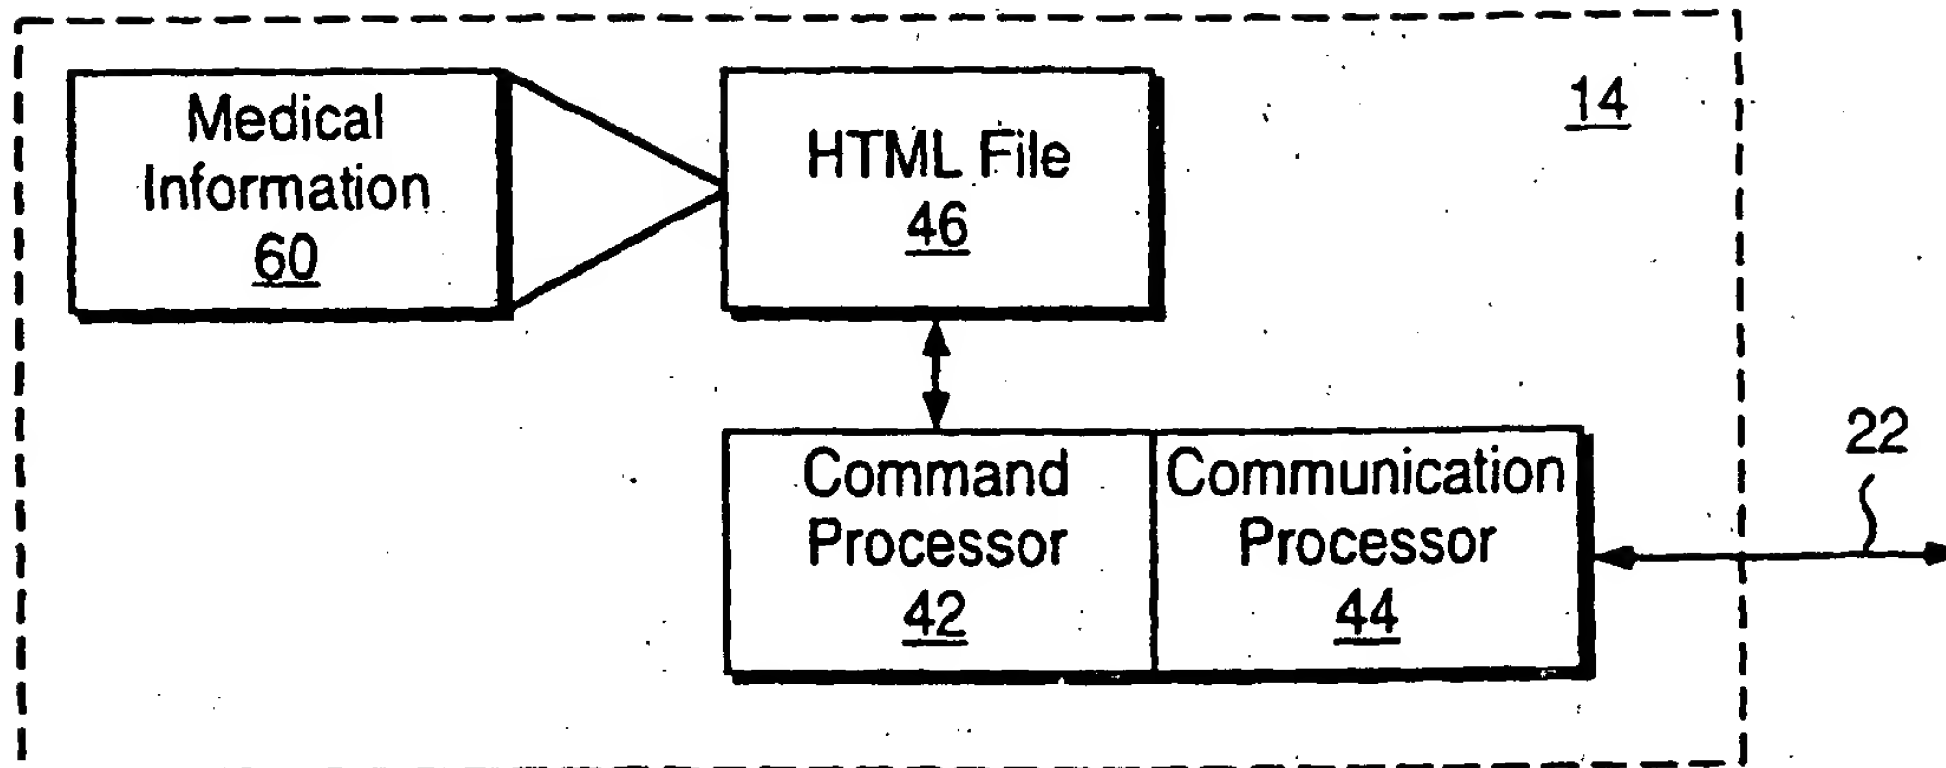 Medical
Information
60
HTML File
46
14
Command
Processor
42
Communication
Processor
44
22